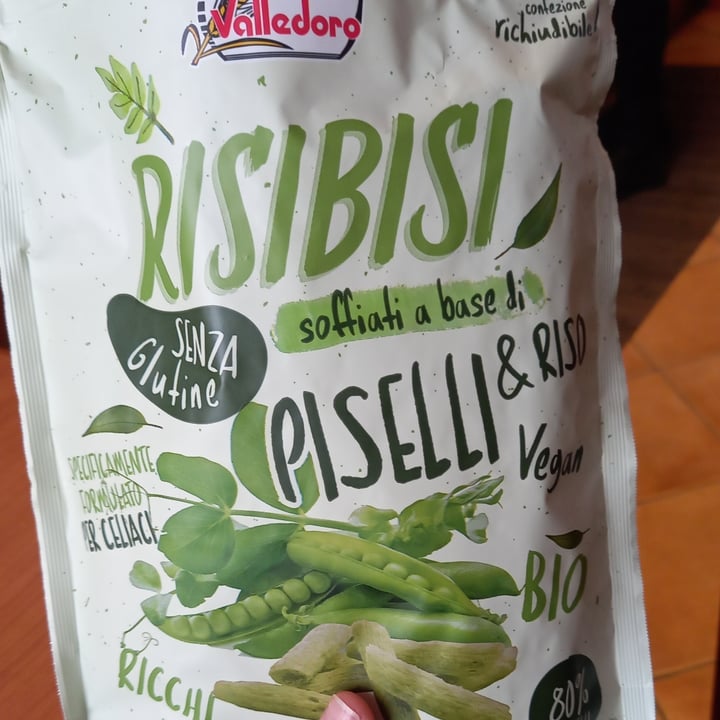 Valledoro
confezione
richiudibile
RISIBISI
soffiati a base di
PISELLI & RISO
SENZA
Glutine
Vegan
SPECIFICAMENTE
FORMULATO
PER CELIACI
BIO
RICCHI
80%